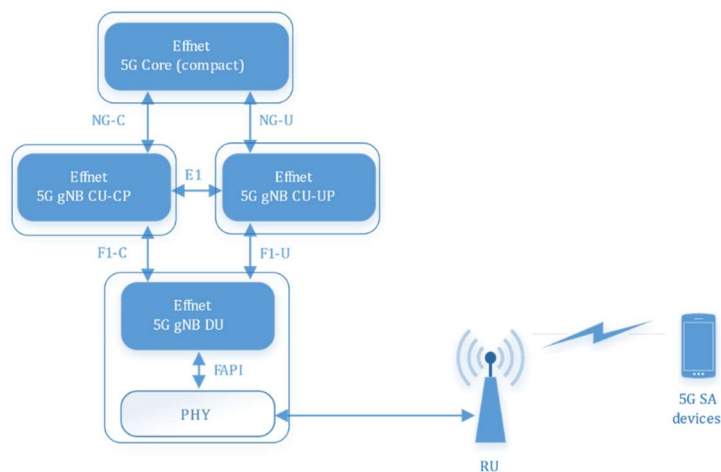 Effnet
5G Core (compact)
NG-C
NG-U
Effnet
5G gNB CU-CP
E1
Effnet
5G gNB CU-UP
F1-C
F1-U
Effnet
5G gNB DU
FAPI
PHY
RU
5G SA
devices